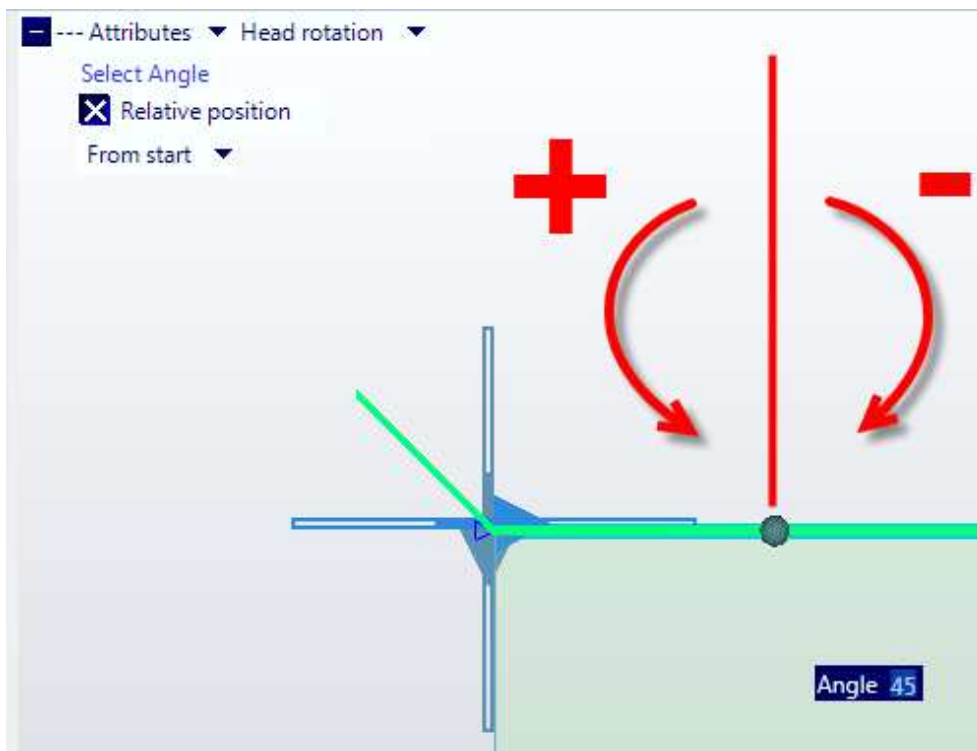 --- Attributes Head rotation
Select Angle
Relative position
From start
+ -
Angle 45